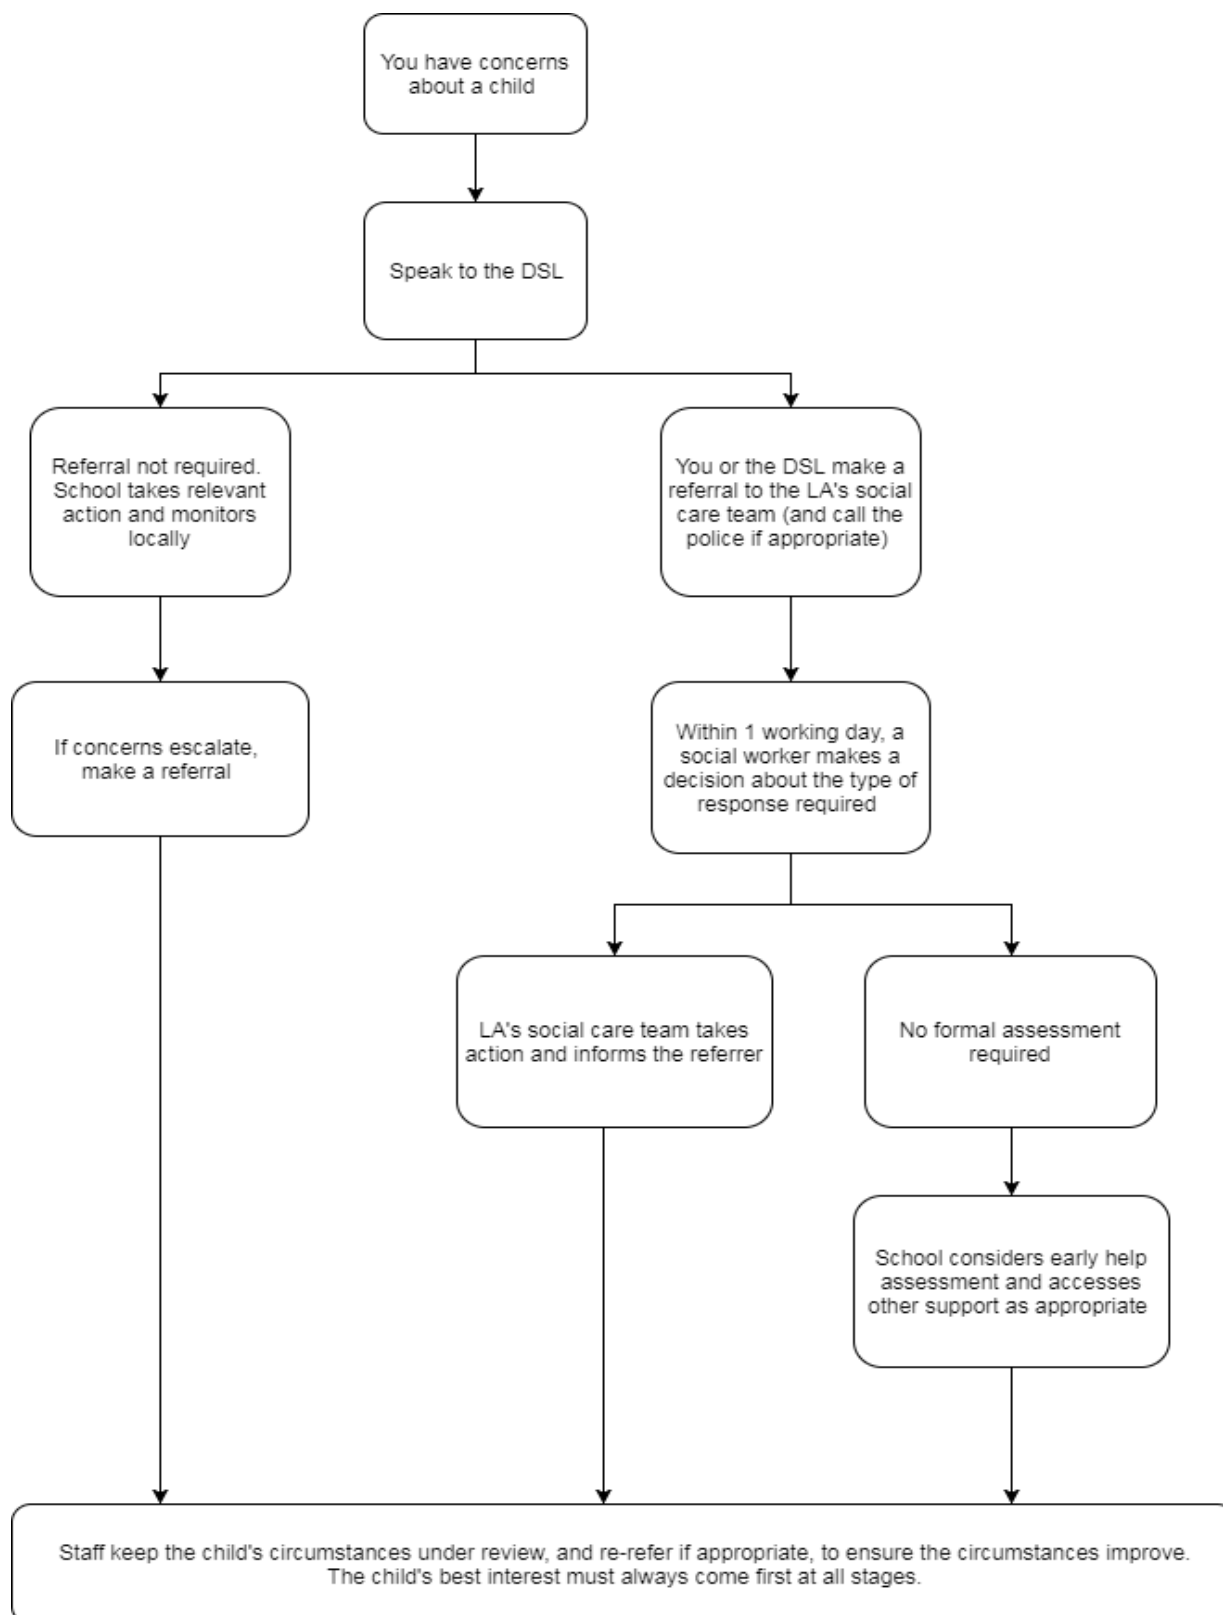 You have concerns
about a child
Speak to the DSL
Referral not required.
School takes relevant
action and monitors
locally
You or the DSL make a
referral to the LA's social
care team (and call the
police if appropriate)
If concerns escalate,
make a referral
Within 1 working day, a
social worker makes a
decision about the type of
response required
LA's social care team takes
action and informs the referrer
No formal assessment
required
School considers early help
assessment and accesses
other support as appropriate
Staff keep the child's circumstances under review, and re-refer if appropriate, to ensure the circumstances improve.
The child's best interest must always come first at all stages.